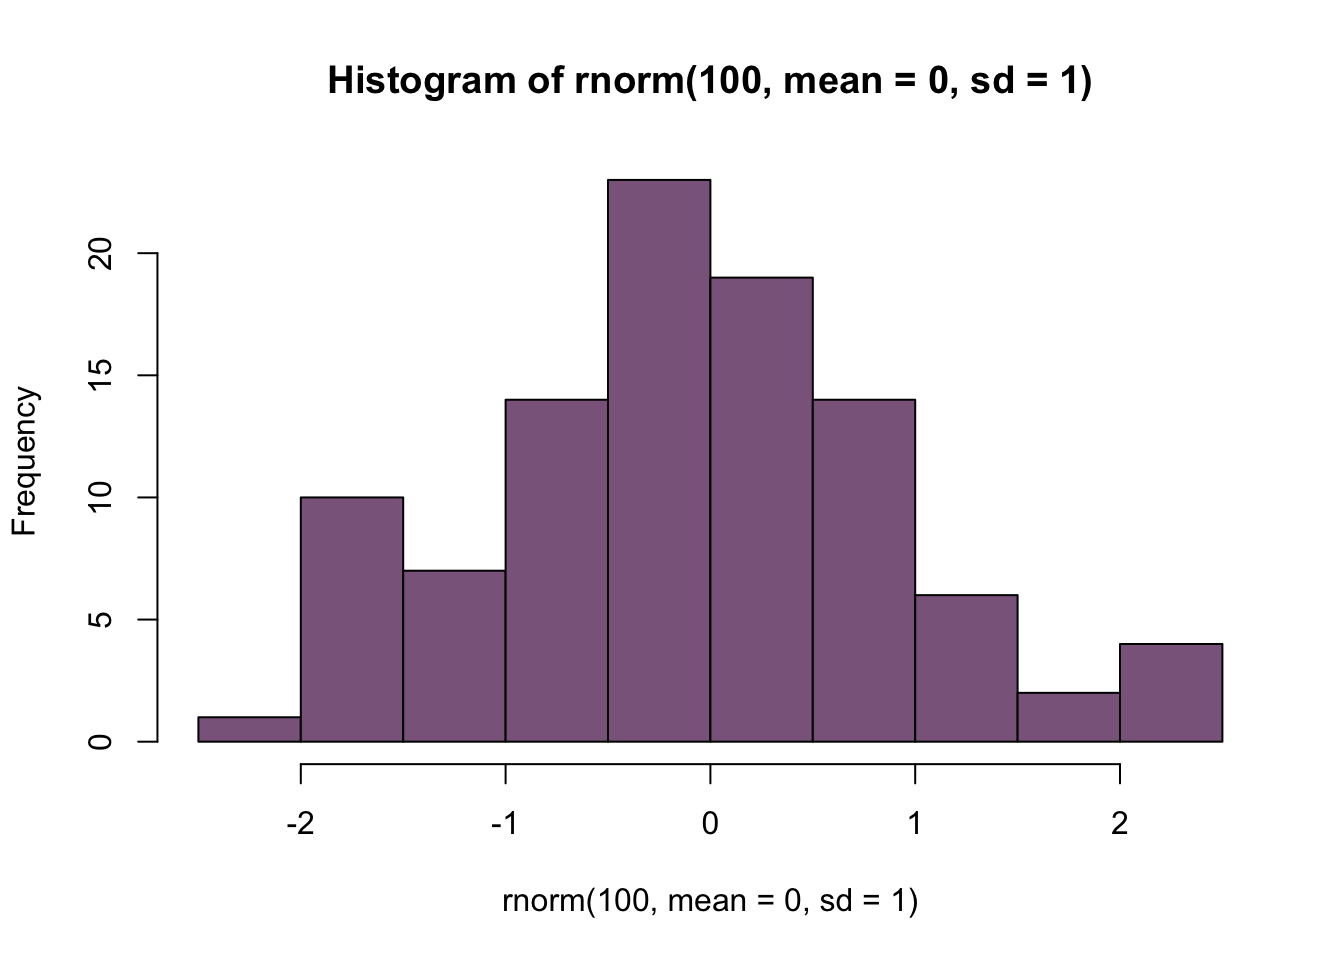 Histogram of rnorm(100, mean = 0, sd = 1)
Frequency
20
15
10
5
0
-2 -1 0 1 2
rnorm(100, mean = 0, sd = 1)